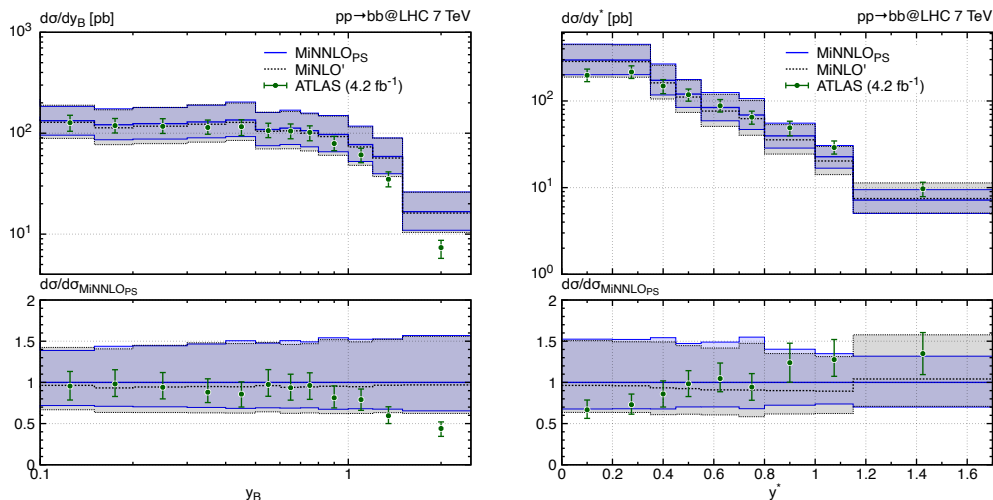 dσ/dy_B [pb]
pp→bb@LHC 7 TeV
10³
10²
10¹
MiNNLO_PS
MiNLO'
ATLAS (4.2 fb⁻¹)
dσ/dσ_MiNNLO_PS
2
1.5
1
0.5
0
0.1
1
y_B
dσ/dy* [pb]
pp→bb@LHC 7 TeV
10²
10¹
10⁰
MiNNLO_PS
MiNLO'
ATLAS (4.2 fb⁻¹)
dσ/dσ_MiNNLO_PS
2
1.5
1
0.5
0
0 0.2 0.4 0.6 0.8 1 1.2 1.4 1.6
y*